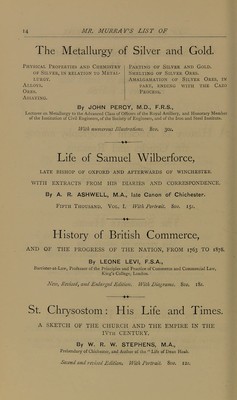 14 MR. MURRAY'S LIST OF
The Metallurgy of Silver and Gold.
Physical Properties and Chemistry of Silver, in relation to Metallurgy.
Alloys.
Ores.
Assaying.
Parting of Silver and Gold.
Smelting of Silver Ores.
Amalgamation of Silver Ores in part, ending with the Cazo Process.
By JOHN PERCY, M.D., F.R.S.,
Lecturer on Metallurgy to the Advanced Class of Officers of the Royal Artillery, and Honorary Member
of the Institution of Civil Engineers, of the Society of Engineers, and of the Iron and Steel Institute.
With numerous Illustrations. 8vo. 30s.
Life of Samuel Wilberforce,
LATE BISHOP OF OXFORD AND AFTERWARDS OF WINCHESTER.
WITH EXTRACTS FROM HIS DIARIES AND CORRESPONDENCE.
By A. R. ASHWELL, M.A., late Canon of Chichester.
Fifth Thousand. Vol. I. With Portrait. 8vo. 15s.
History of British Commerce,
AND OF THE PROGRESS OF THE NATION, FROM 1763 TO 1878.
By LEONE LEVI, F.S.A.,
Barrister-at-Law, Professor of the Principles and Practice of Commerce and Commercial Law,
King's College, London.
New, Revised, and Enlarged Edition. With Diagrams. 8vo. 18s.
St. Chrysostom: His Life and Times.
A SKETCH OF THE CHURCH AND THE EMPIRE IN THE
IVTH CENTURY.
By R. W. STEPHENS, M.A.,
Prebendary of Chichester, and Author of the "Life of Dean Hook."
Second and revised Edition. With Portrait. 8vo. 12s.